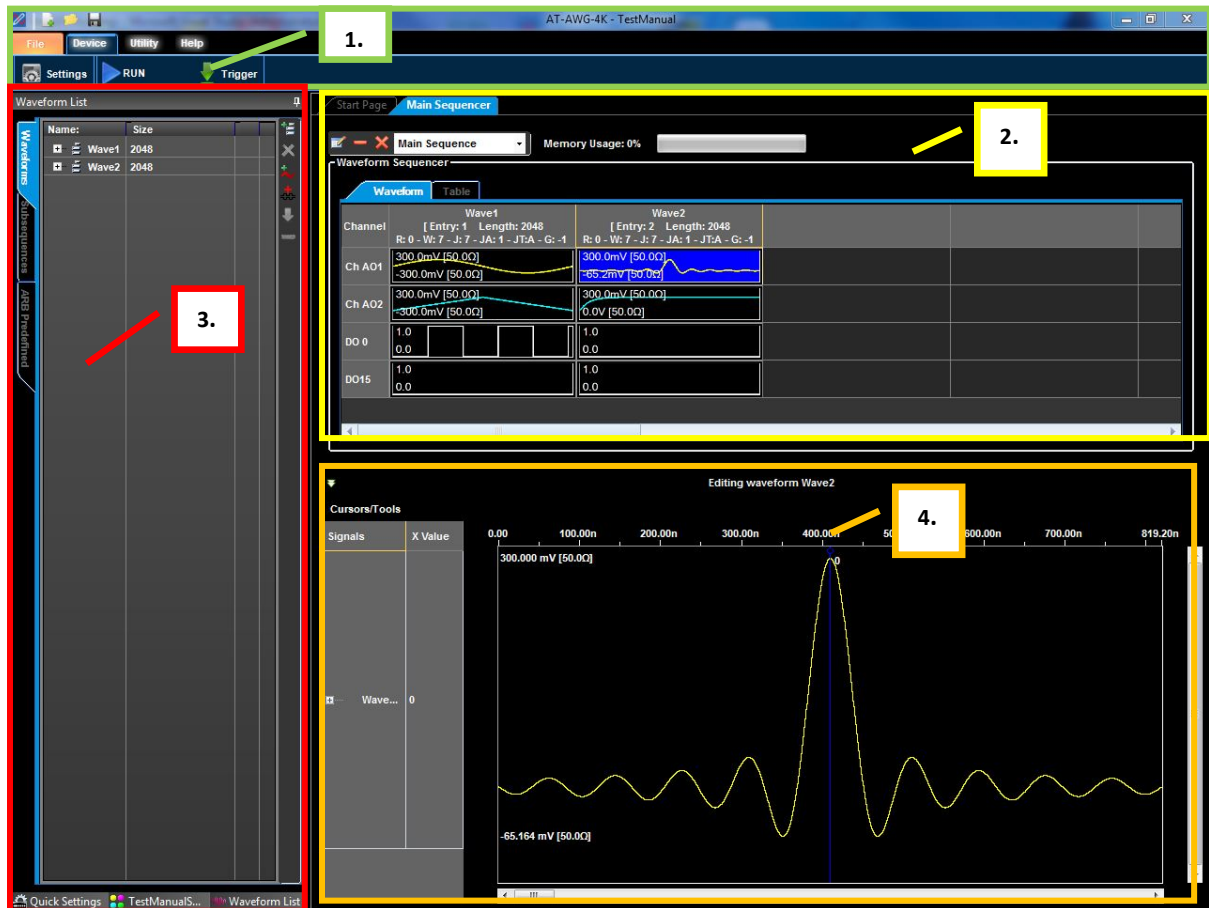 AT-AWG-4K - TestManual
File Device Utility Help
1.
Settings RUN Trigger
Waveform List
Name: Size
Wave1 2048
Wave2 2048
Waveforms
Subsequences
ARB Predefined
3.
Quick Settings TestManualS... Waveform List
Start Page Main Sequencer
2.
Main Sequence Memory Usage: 0%
Waveform Sequencer
Waveform Table
Channel
Wave1
[ Entry: 1 Length: 2048
R: 0 - W: 7 - J: 7 - JA: 1 - JT:A - G: -1
Wave2
[ Entry: 2 Length: 2048
R: 0 - W: 7 - J: 7 - JA: 1 - JT:A - G: -1
Ch AO1
300.0mV [50.0Ω]
-300.0mV [50.0Ω]
300.0mV [50.0Ω]
-65.2mV [50.0Ω]
Ch AO2
300.0mV [50.0Ω]
-300.0mV [50.0Ω]
300.0mV [50.0Ω]
0.0V [50.0Ω]
DO 0
1.0
0.0
1.0
0.0
DO15
1.0
0.0
1.0
0.0
Editing waveform Wave2
4.
Cursors/Tools
Signals X Value
0.00 100.00n 200.00n 300.00n 400.00n 600.00n 700.00n 819.20n
300.000 mV [50.0Ω]
0
Wave... 0
-65.164 mV [50.0Ω]